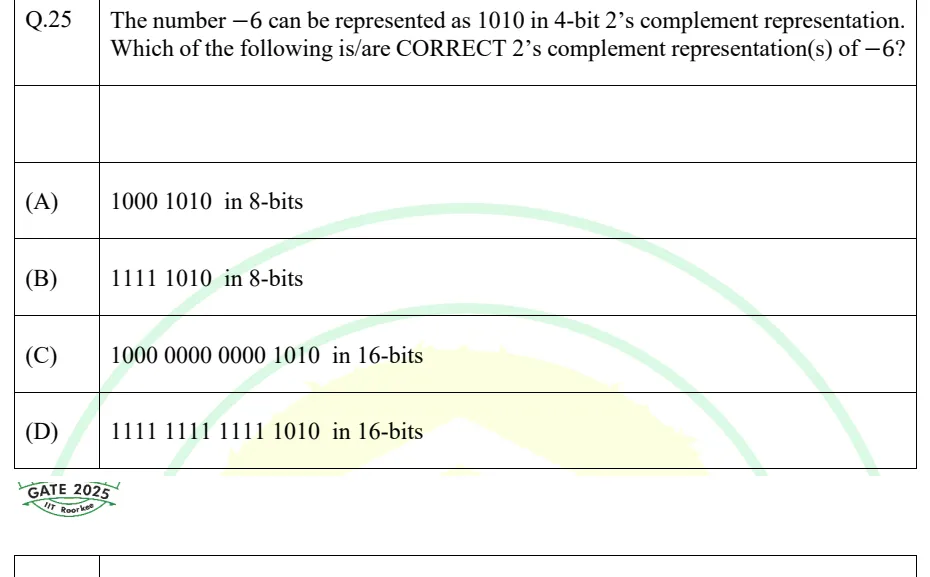 Q.25 The number −6 can be represented as 1010 in 4-bit 2’s complement representation.
Which of the following is/are CORRECT 2’s complement representation(s) of −6?
(A) 1000 1010 in 8-bits
(B) 1111 1010 in 8-bits
(C) 1000 0000 0000 1010 in 16-bits
(D) 1111 1111 1111 1010 in 16-bits
GATE 2025
IIT Roorkee